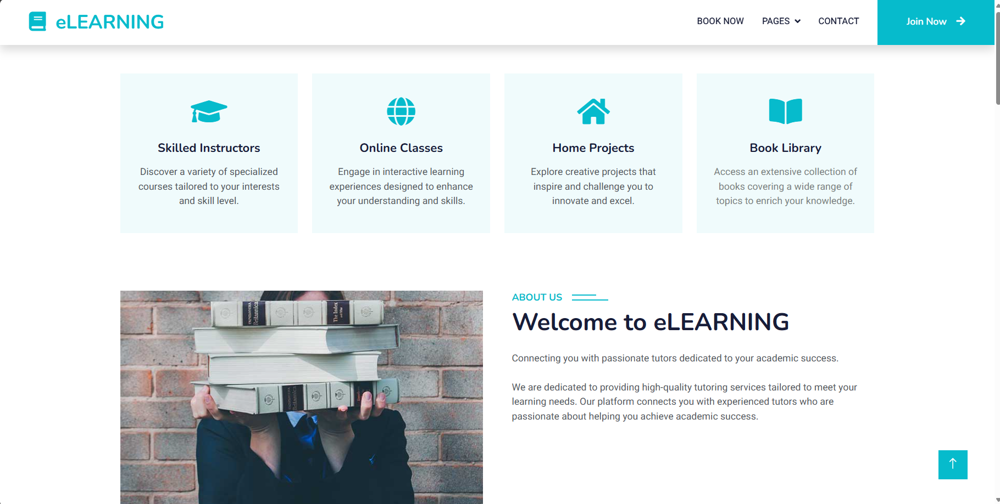 eLEARNING
BOOK NOW
PAGES
CONTACT
Join Now
Skilled Instructors
Discover a variety of specialized
courses tailored to your interests
and skill level.
Online Classes
Engage in interactive learning
experiences designed to enhance
your understanding and skills.
Home Projects
Explore creative projects that
inspire and challenge you to
innovate and excel.
Book Library
Access an extensive collection of
books covering a wide range of
topics to enrich your knowledge.
Britannica
The Index
Britannica
ABOUT US
Welcome to eLEARNING
Connecting you with passionate tutors dedicated to your academic success.
We are dedicated to providing high-quality tutoring services tailored to meet your
learning needs. Our platform connects you with experienced tutors who are
passionate about helping you achieve academic success.